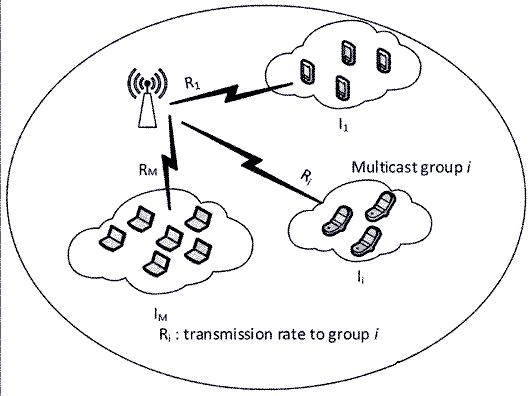 R1
I1
Multicast group i
Ri
RM
Ii
IM
Ri : transmission rate to group i